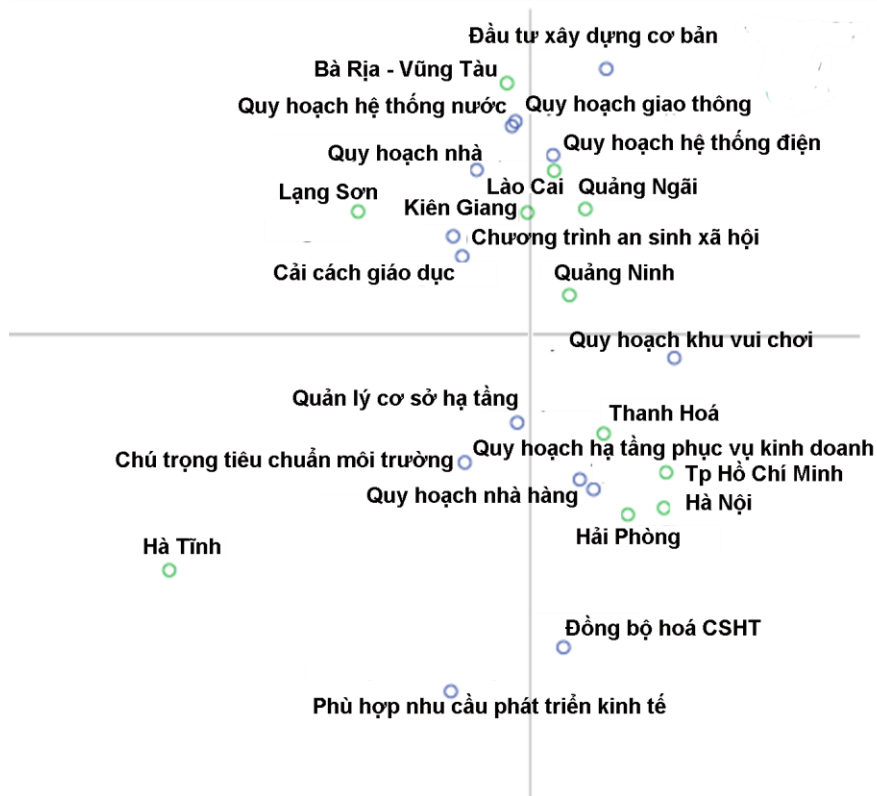 Đầu tư xây dựng cơ bản
Bà Rịa - Vũng Tàu
Quy hoạch hệ thống nước
Quy hoạch giao thông
Quy hoạch hệ thống điện
Quy hoạch nhà
Lào Cai
Quảng Ngãi
Lạng Sơn
Kiên Giang
Chương trình an sinh xã hội
Cải cách giáo dục
Quảng Ninh
Quy hoạch khu vui chơi
Quản lý cơ sở hạ tầng
Thanh Hoá
Quy hoạch hạ tầng phục vụ kinh doanh
Chú trọng tiêu chuẩn môi trường
Tp Hồ Chí Minh
Quy hoạch nhà hàng
Hà Nội
Hải Phòng
Hà Tĩnh
Đồng bộ hoá CSHT
Phù hợp nhu cầu phát triển kinh tế